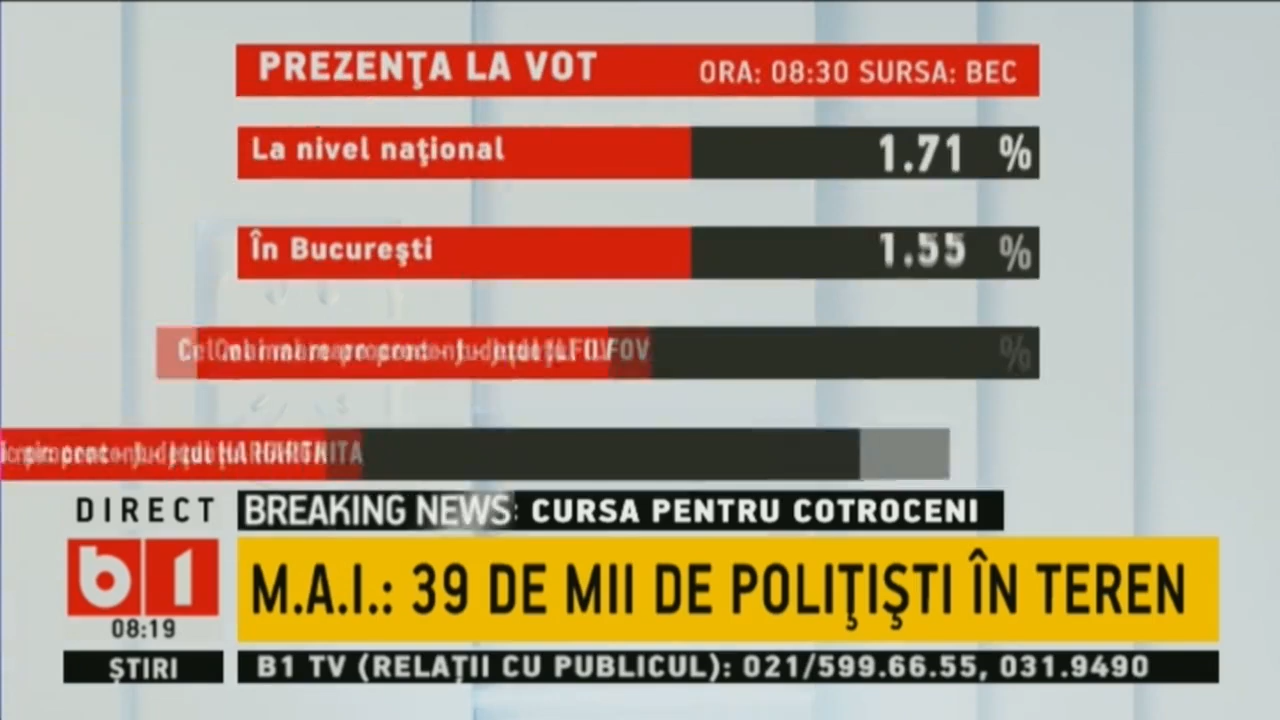 PREZENŢA LA VOT ORA: 08:30 SURSA: BEC
La nivel naţional 1.71 %
În Bucureşti 1.55 %
%
DIRECT BREAKING NEWS: CURSA PENTRU COTROCENI
b1 M.A.I.: 39 DE MII DE POLIŢIŞTI ÎN TEREN
08:19
ŞTIRI B1 TV (RELAŢII CU PUBLICUL): 021/599.66.55, 031.9490